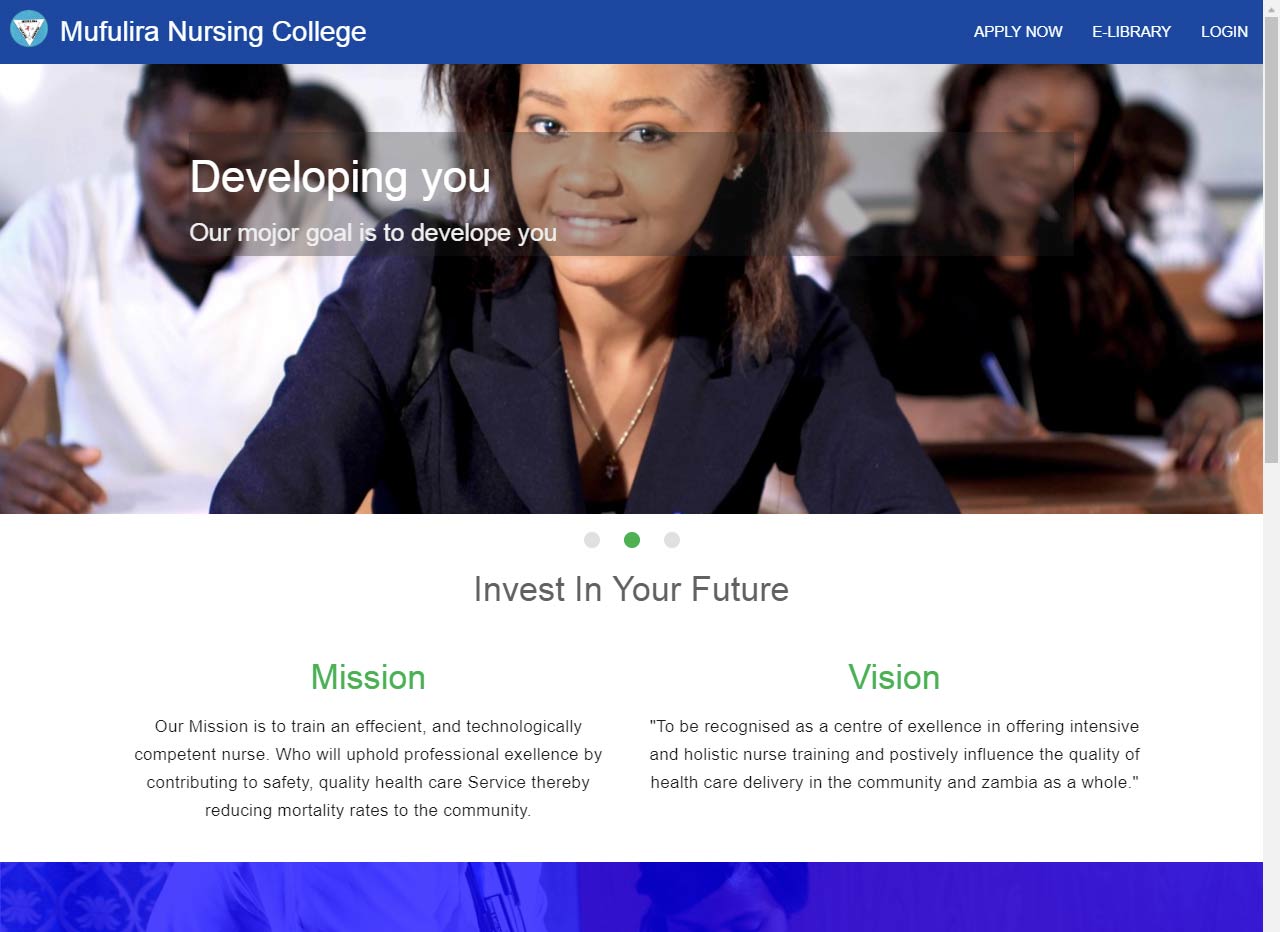 Mufulira Nursing College
APPLY NOW
E-LIBRARY
LOGIN
Developing you
Our mojor goal is to develope you
Invest In Your Future
Mission
Our Mission is to train an effecient, and technologically
competent nurse. Who will uphold professional exellence by
contributing to safety, quality health care Service thereby
reducing mortality rates to the community.
Vision
"To be recognised as a centre of exellence in offering intensive
and holistic nurse training and postively influence the quality of
health care delivery in the community and zambia as a whole."